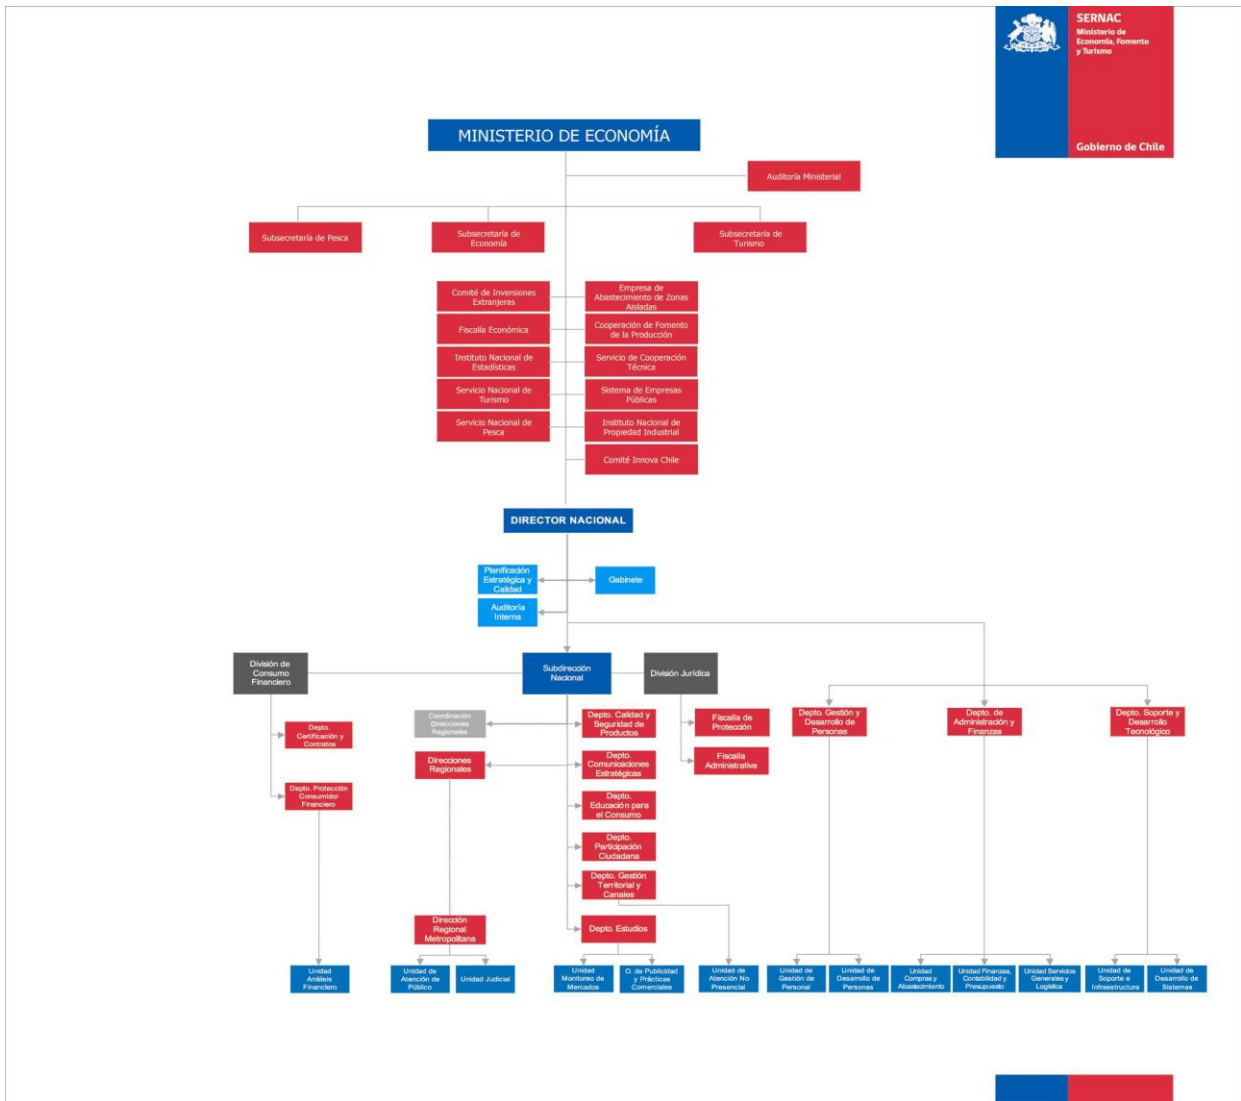 SERNAC
Ministerio de
Economía, Fomento
y Turismo
Gobierno de Chile
MINISTERIO DE ECONOMÍA
Auditoría Ministerial
Subsecretaría de Pesca
Subsecretaría de
Economía
Subsecretaría de
Turismo
Comité de Inversiones
Extranjeras
Empresa de
Abastecimiento de Zonas
Aisladas
Fiscalía Económica
Cooperación de Fomento
de la Producción
Instituto Nacional de
Estadísticas
Servicio de Cooperación
Técnica
Servicio Nacional de
Turismo
Sistema de Empresas
Públicas
Servicio Nacional de
Pesca
Instituto Nacional de
Propiedad Industrial
Comité Innova Chile
DIRECTOR NACIONAL
Planificación
Estratégica y
Calidad
Gabinete
Auditoría
Interna
División de
Consumo
Financiero
Subdirección
Nacional
División Jurídica
Depto.
Certificación y
Contratos
Coordinación
Direcciones
Regionales
Depto. Calidad y
Seguridad de
Productos
Fiscalía de
Protección
Depto. Gestión y
Desarrollo de
Personas
Depto. de
Administración y
Finanzas
Depto. Soporte y
Desarrollo
Tecnológico
Direcciones
Regionales
Depto.
Comunicaciones
Estratégicas
Fiscalía
Administrativa
Depto. Protección
Consumidor
Financiero
Depto.
Educación para
el Consumo
Depto.
Participación
Ciudadana
Depto. Gestión
Territorial y
Canales
Dirección
Regional
Metropolitana
Depto. Estudios
Unidad
Análisis
Financiero
Unidad de
Atención de
Público
Unidad Judicial
Unidad
Monitoreo de
Mercados
O. de Publicidad
y Prácticas
Comerciales
Unidad de
Atención No
Presencial
Unidad de
Gestión de
Personal
Unidad de
Desarrollo de
Personas
Unidad
Compras y
Abastecimiento
Unidad Finanzas,
Contabilidad y
Presupuesto
Unidad Servicios
Generales y
Logística
Unidad de
Soporte e
Infraestructura
Unidad de
Desarrollo de
Sistemas